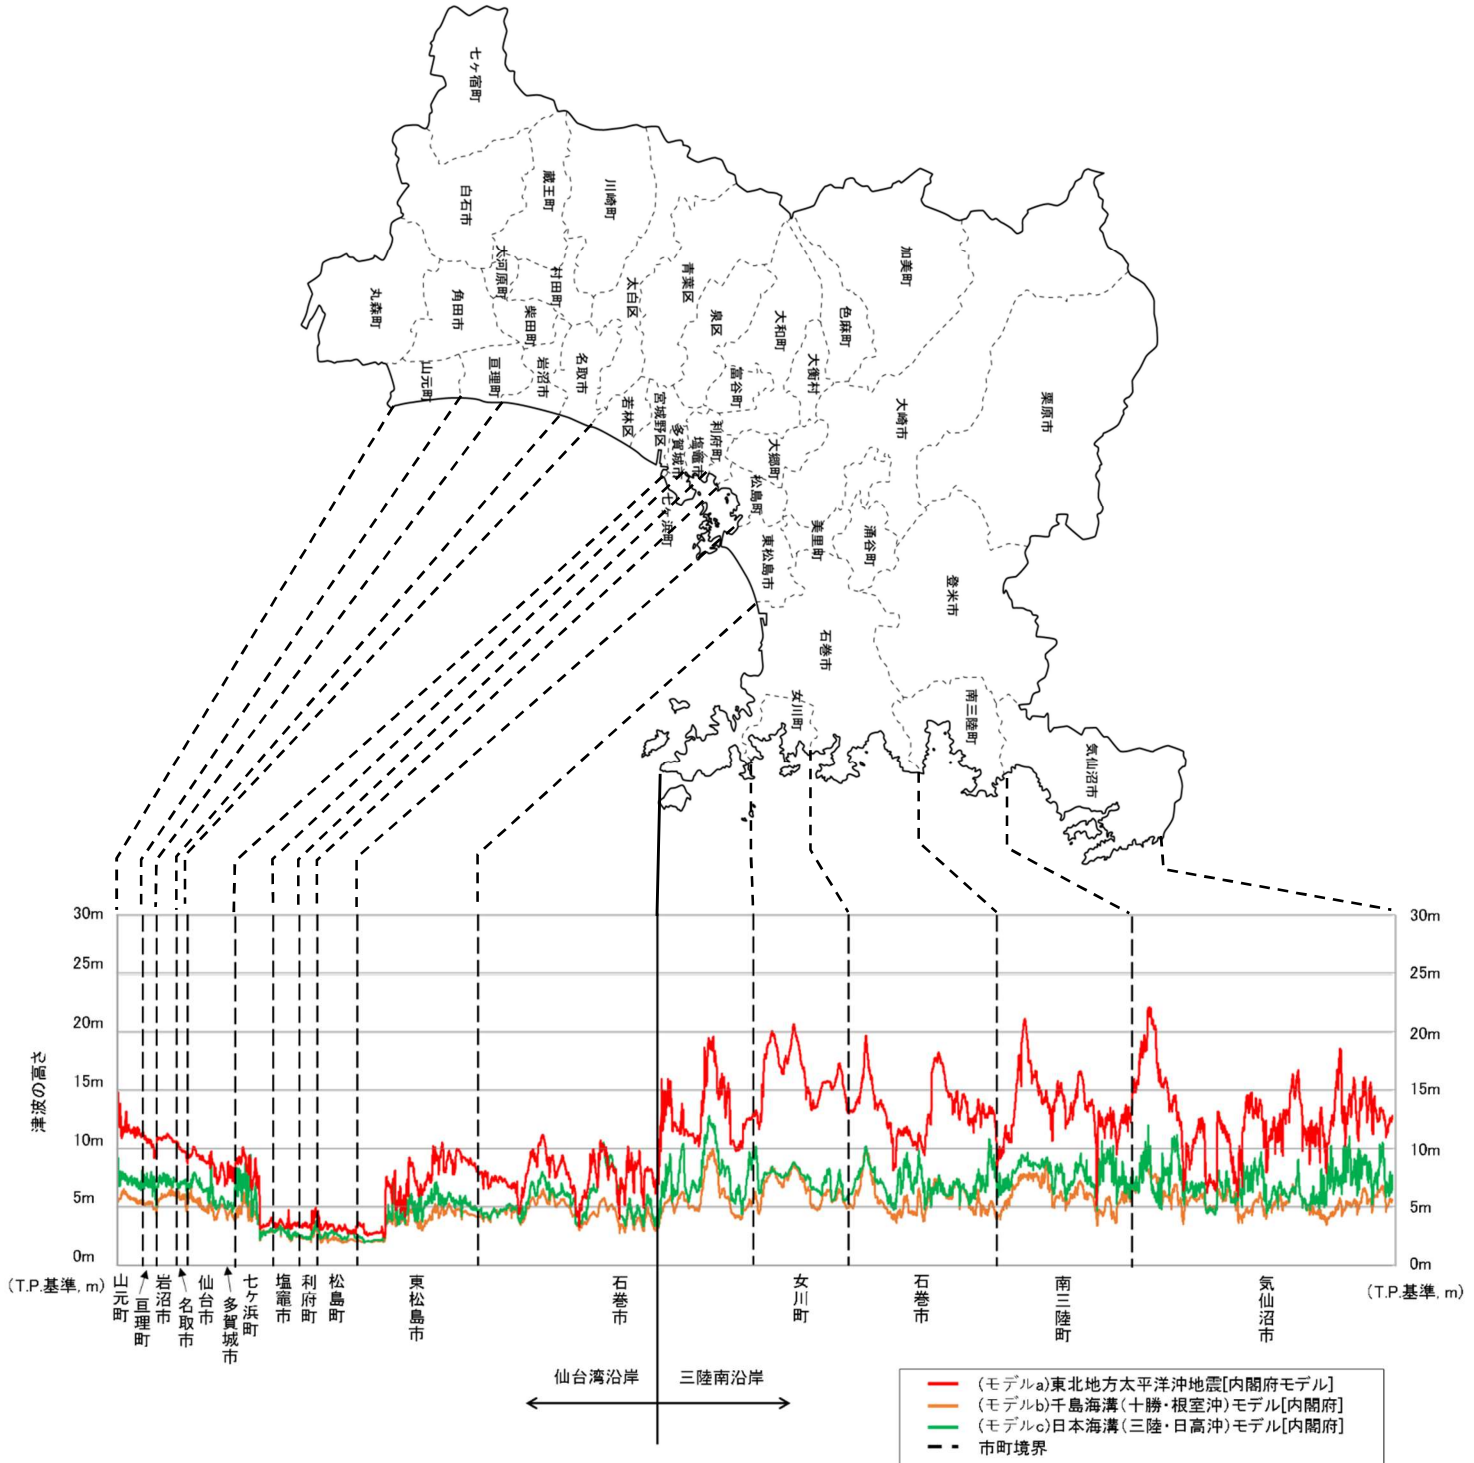 七ヶ宿町
白石市
蔵王町
川崎町
丸森町
角田市
大河原町
村田町
柴田町
太白区
青葉区
泉区
大和町
色麻町
加美町
山元町
亘理町
岩沼市
名取市
若林区
宮城野区
多賀城市
塩竈市
利府町
富谷町
大衡村
大郷町
大崎市
栗原市
七ヶ浜町
松島町
東松島市
美里町
涌谷町
登米市
石巻市
女川町
南三陸町
気仙沼市
30m
25m
20m
15m
10m
5m
0m
津波の高さ
(T.P.基準, m)
30m
25m
20m
15m
10m
5m
0m
(T.P.基準, m)
山元町
亘理町
岩沼市
名取市
仙台市
多賀城市
七ヶ浜町
塩竈市
利府町
松島町
東松島市
石巻市
女川町
石巻市
南三陸町
気仙沼市
仙台湾沿岸
三陸南沿岸
(モデルa)東北地方太平洋沖地震[内閣府モデル]
(モデルb)千島海溝(十勝・根室沖)モデル[内閣府]
(モデルc)日本海溝(三陸・日高沖)モデル[内閣府]
市町境界